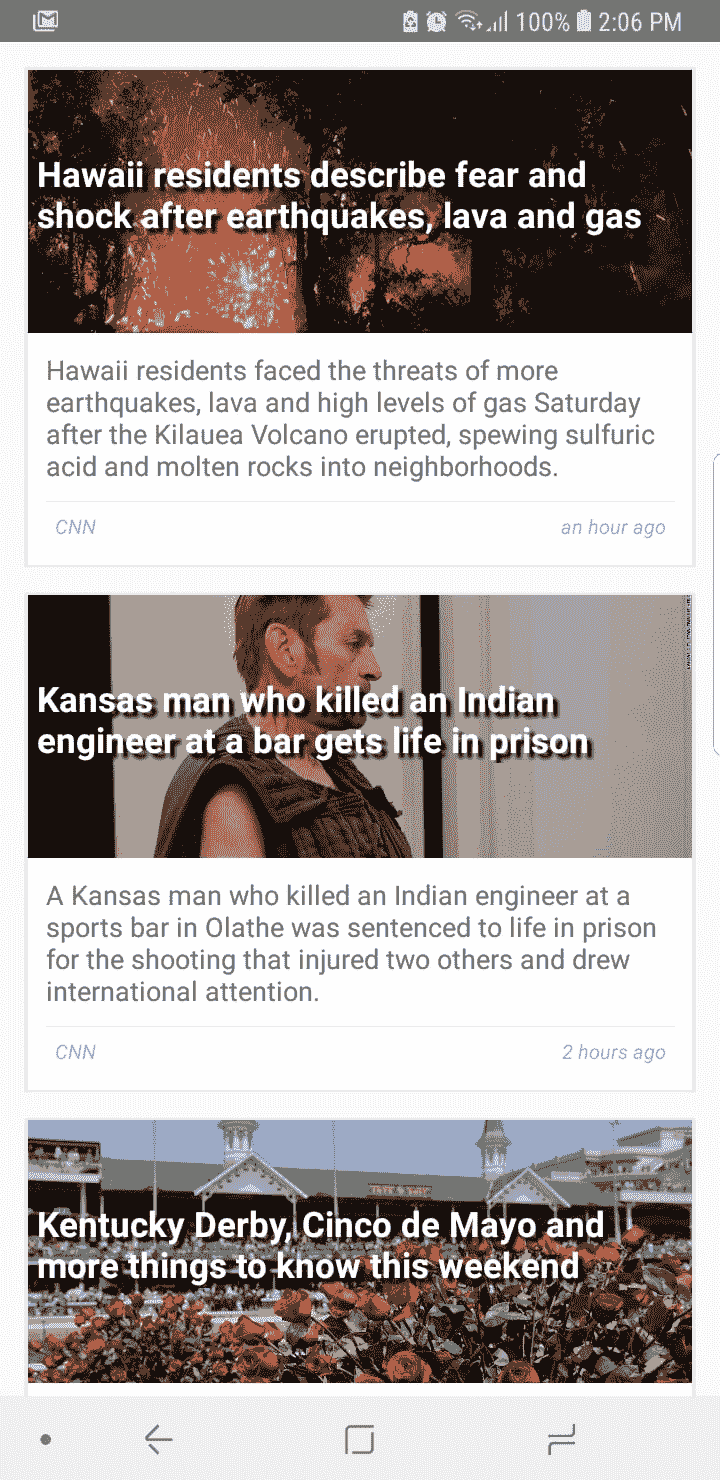 100% 2:06 PM
Hawaii residents describe fear and
shock after earthquakes, lava and gas
Hawaii residents faced the threats of more
earthquakes, lava and high levels of gas Saturday
after the Kilauea Volcano erupted, spewing sulfuric
acid and molten rocks into neighborhoods.
CNN an hour ago
Kansas man who killed an Indian
engineer at a bar gets life in prison
A Kansas man who killed an Indian engineer at a
sports bar in Olathe was sentenced to life in prison
for the shooting that injured two others and drew
international attention.
CNN 2 hours ago
Kentucky Derby, Cinco de Mayo and
more things to know this weekend